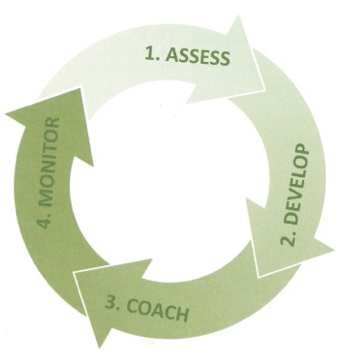 1. ASSESS
2. DEVELOP
3. COACH
4. MONITOR